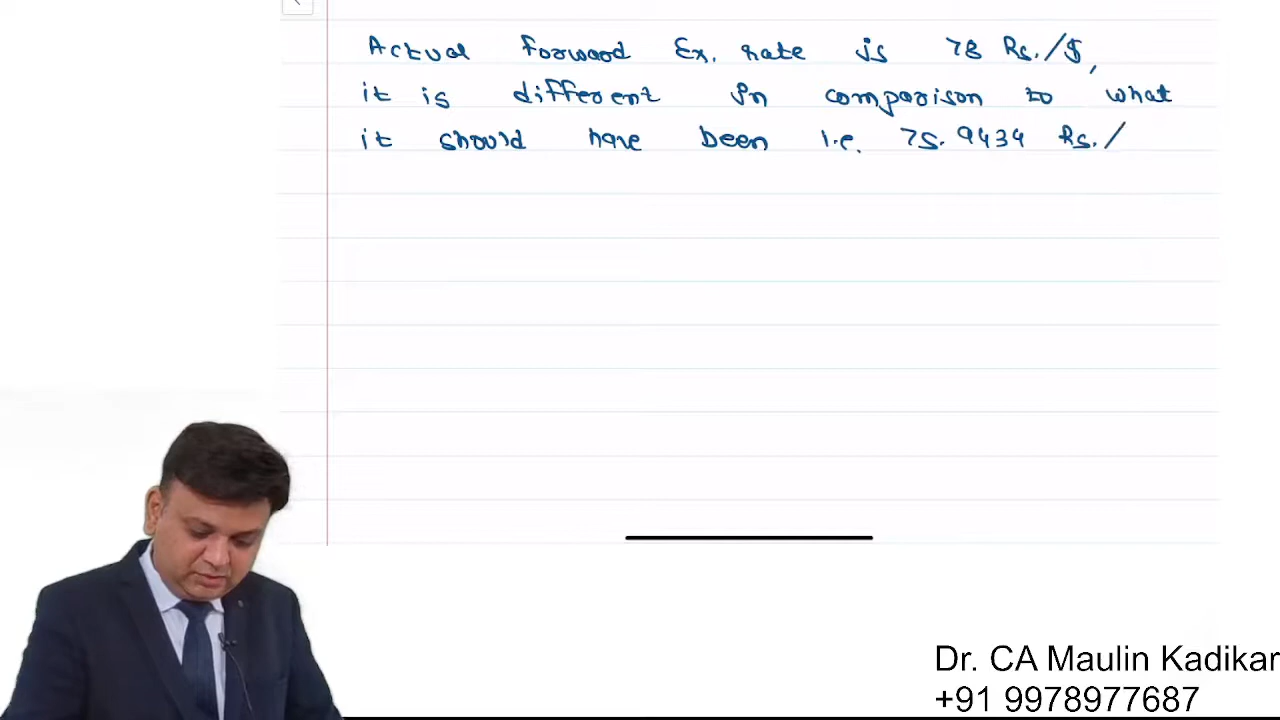 Actual forward Ex. rate is 78 Rs./$,
it is different in comparison to what
it should have been i.e. 75.9434 Rs./
Dr. CA Maulin Kadikar
+91 9978977687